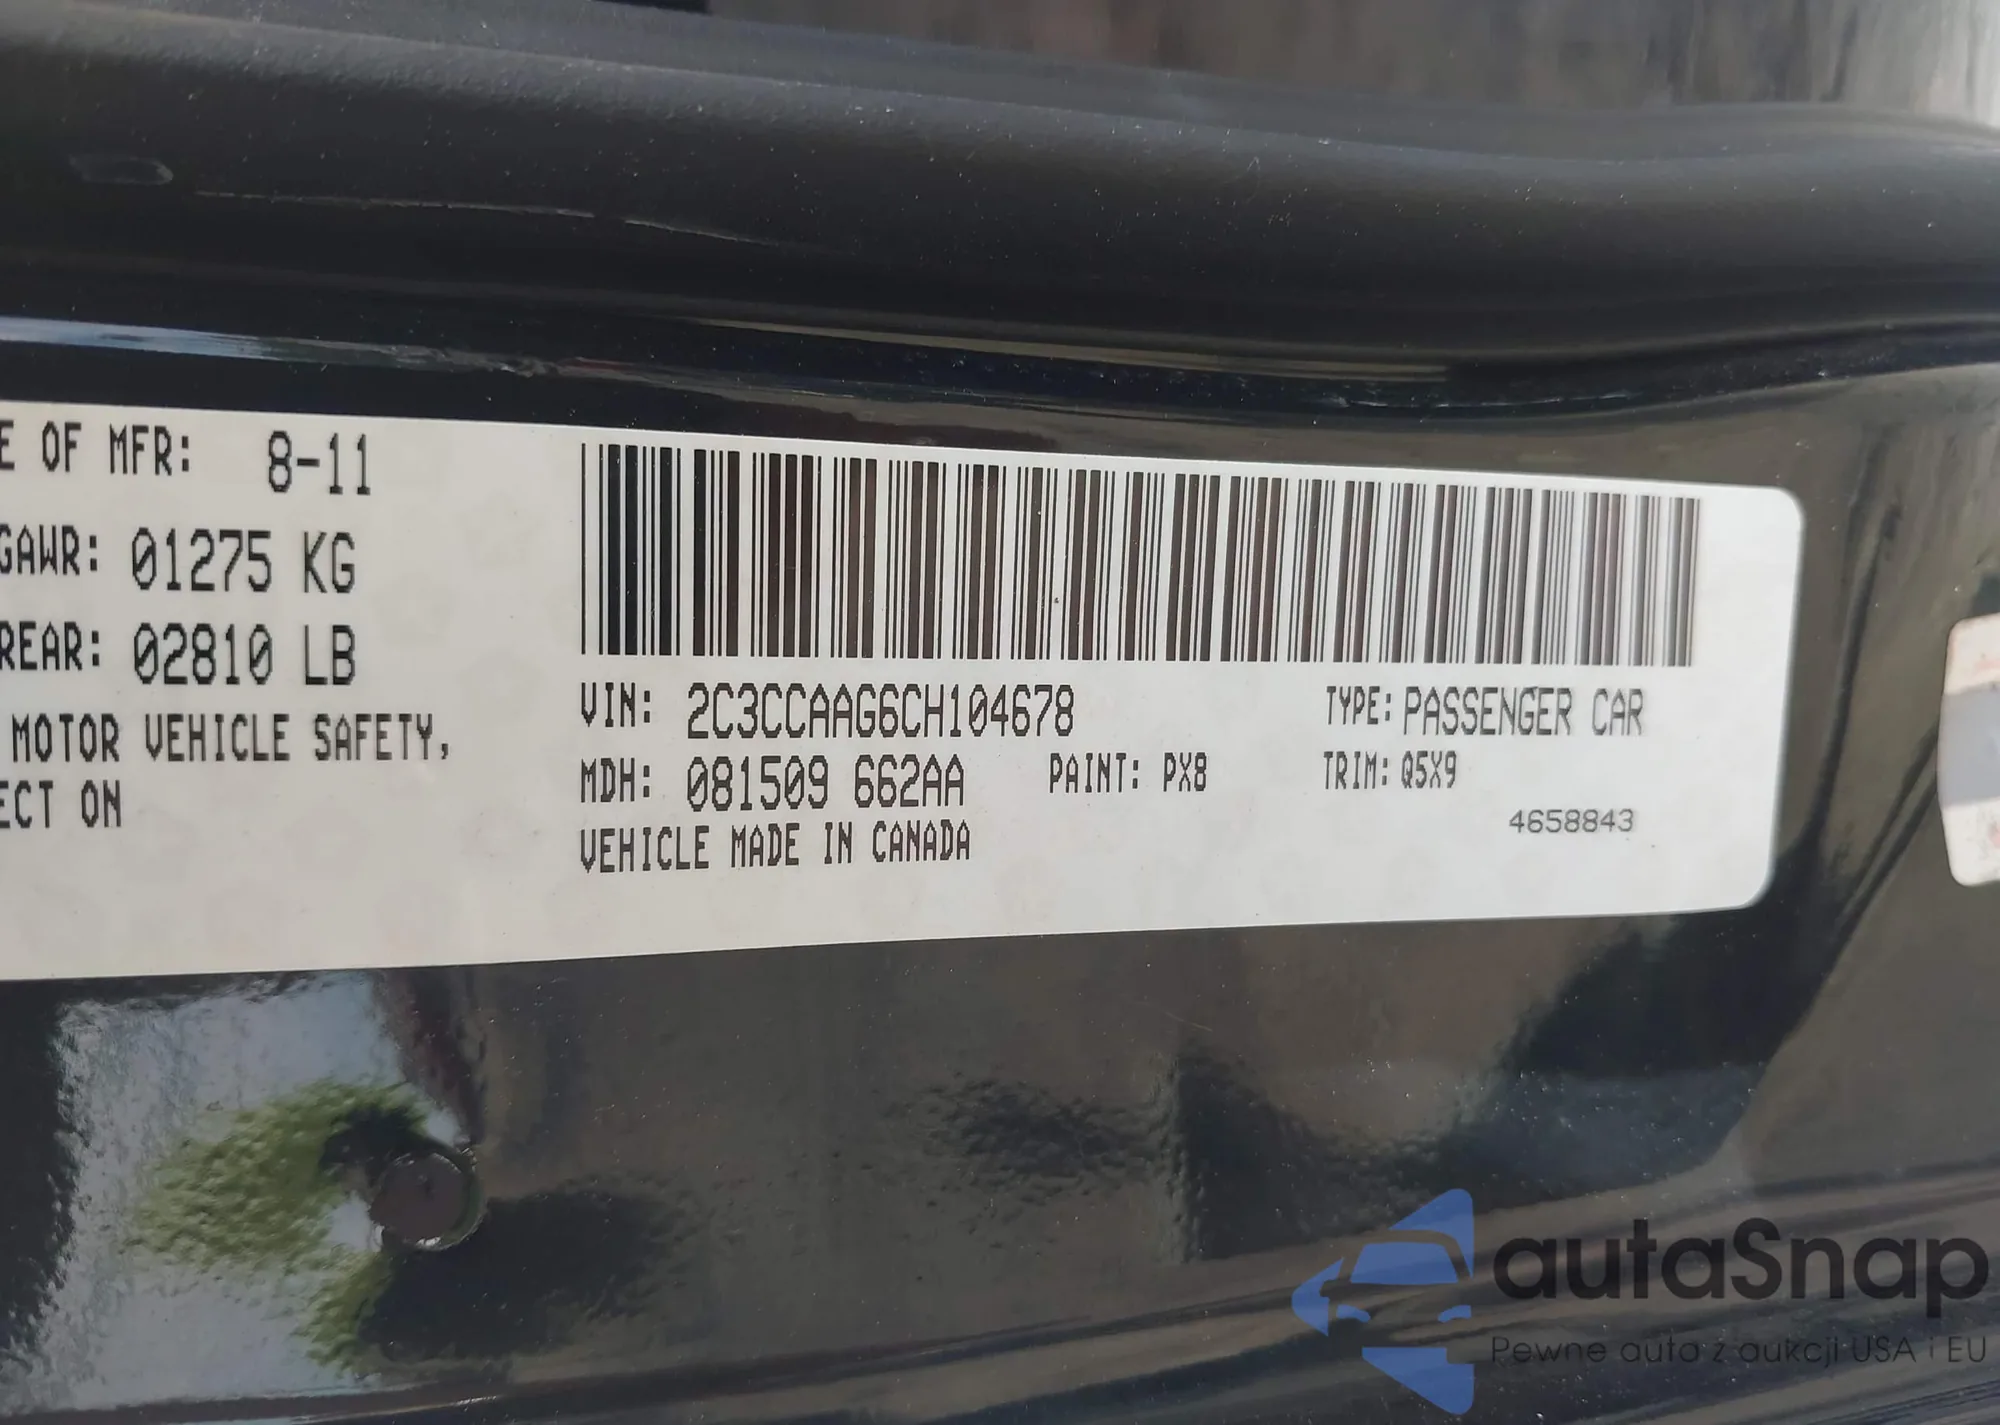 E OF MFR: 8-11
GAWR: 01275 KG
REAR: 02810 LB
MOTOR VEHICLE SAFETY,
ECT ON
VIN: 2C3CCAAG6CH104678
TYPE: PASSENGER CAR
MDH: 081509 662AA
PAINT: PX8
TRIM: Q5X9
VEHICLE MADE IN CANADA
4658843
autaSnap
Pewne auta z aukcji USA i EU